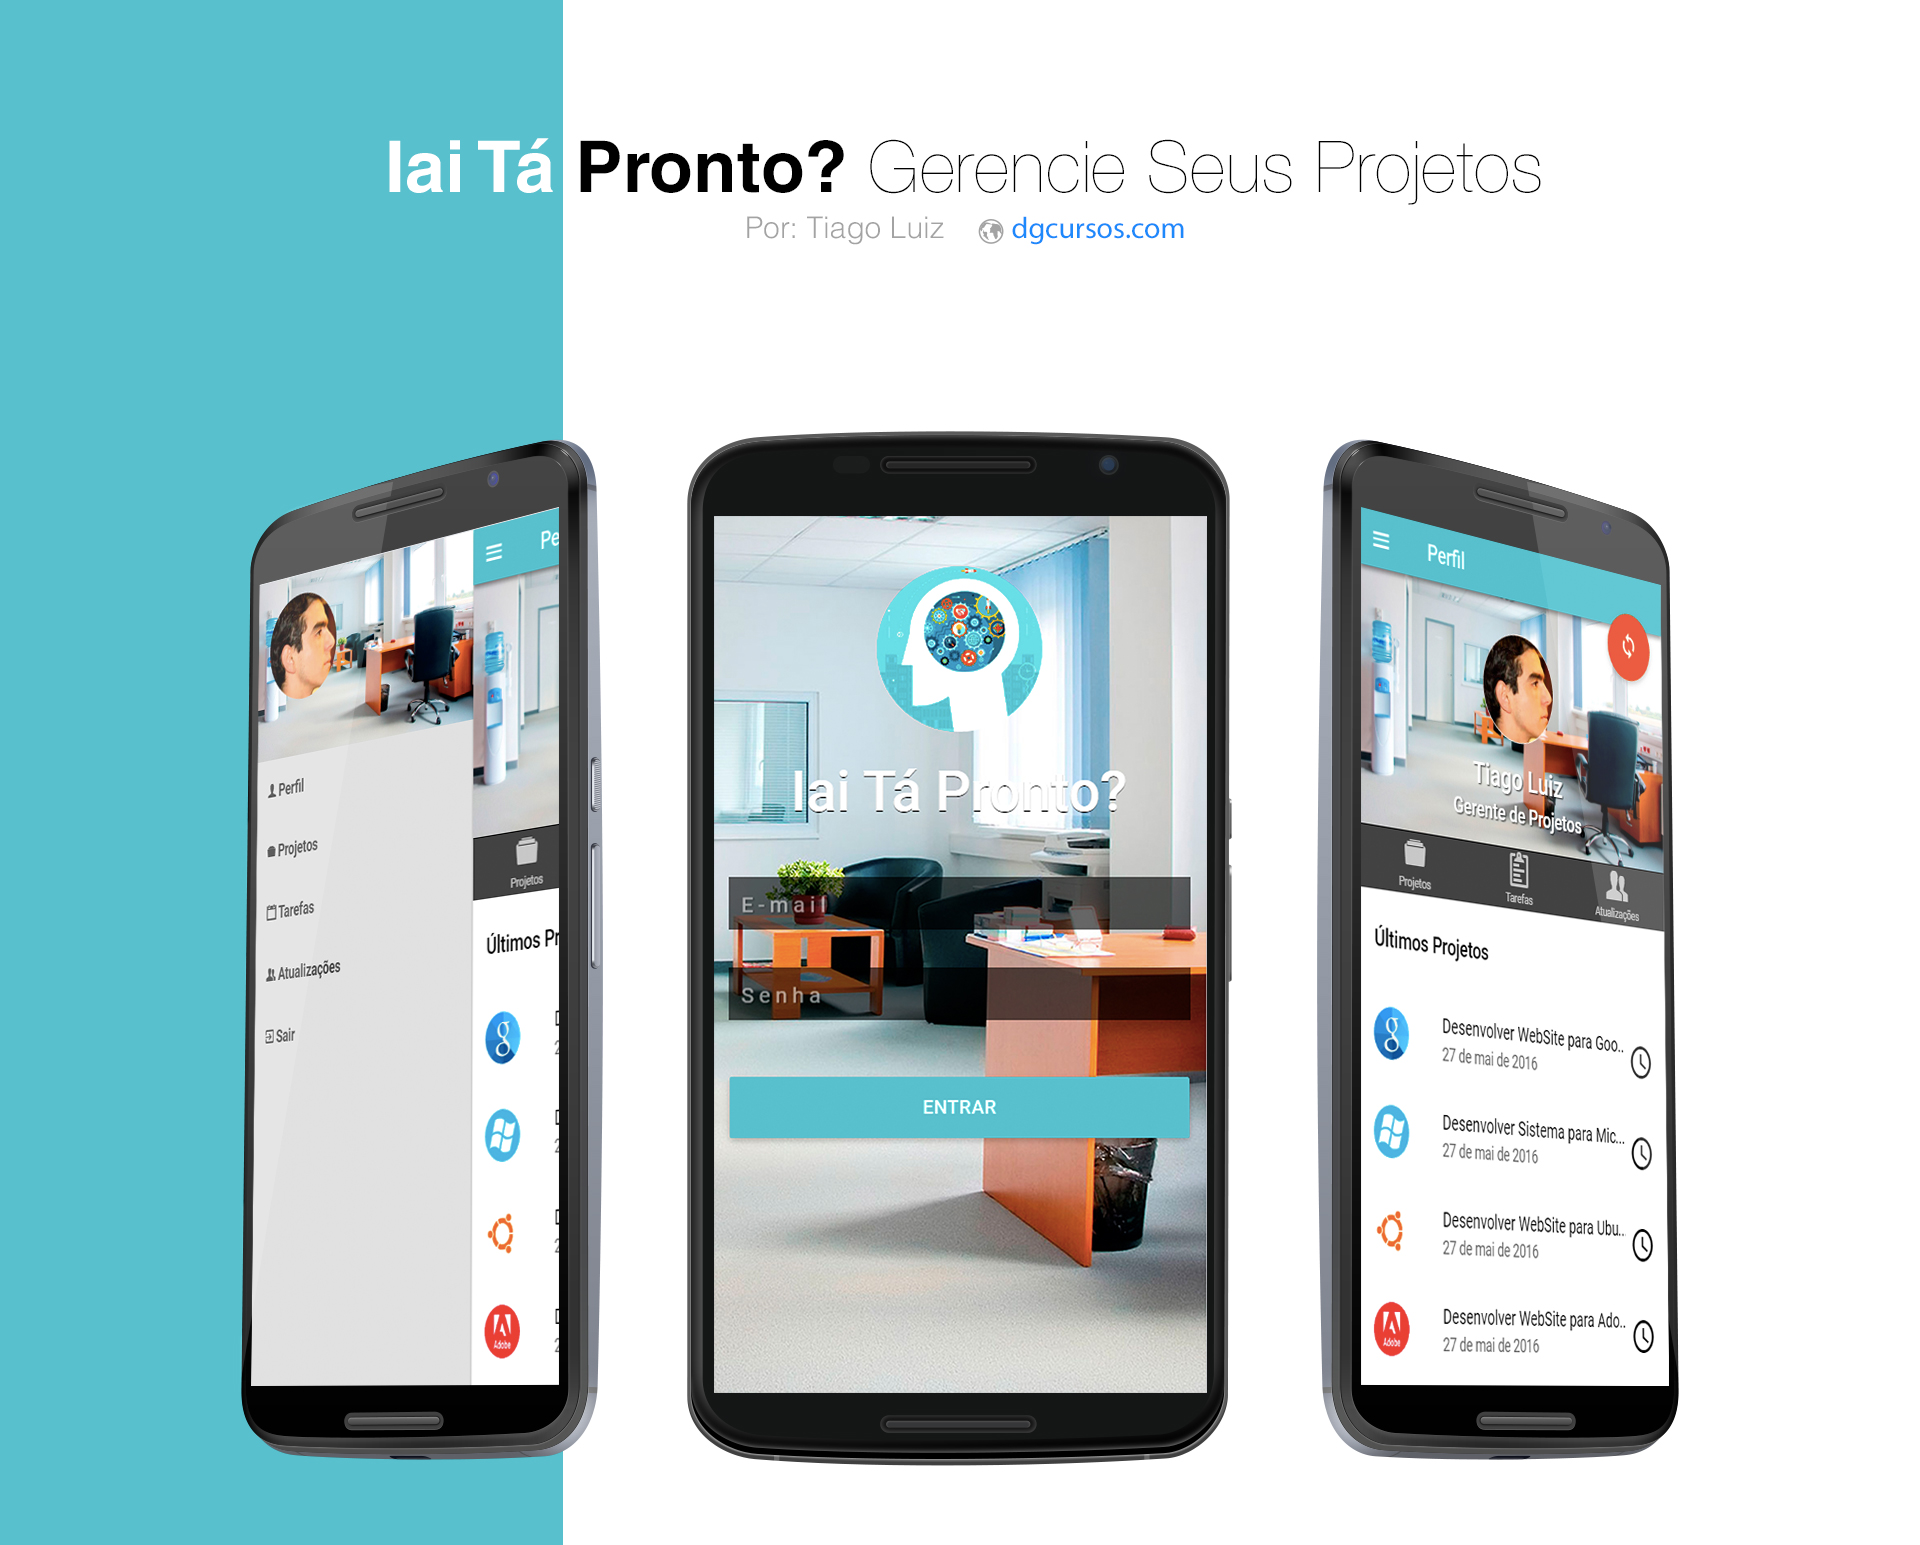 Iai Tá Pronto? Gerencie Seus Projetos
Por: Tiago Luiz dgcursos.com
Pe
Perfil
Projetos
Tarefas
Atualizações
Sair
Projetos
Últimos Pr
Adobe
Iai Tá Pronto?
E-mail
Senha
ENTRAR
Perfil
Tiago Luiz
Gerente de Projetos
Projetos
Tarefas
Atualizações
Últimos Projetos
g
Desenvolver WebSite para Goo..
27 de mai de 2016
Desenvolver Sistema para Mic...
27 de mai de 2016
Desenvolver WebSite para Ubu..
27 de mai de 2016
Adobe
Desenvolver WebSite para Ado..
27 de mai de 2016